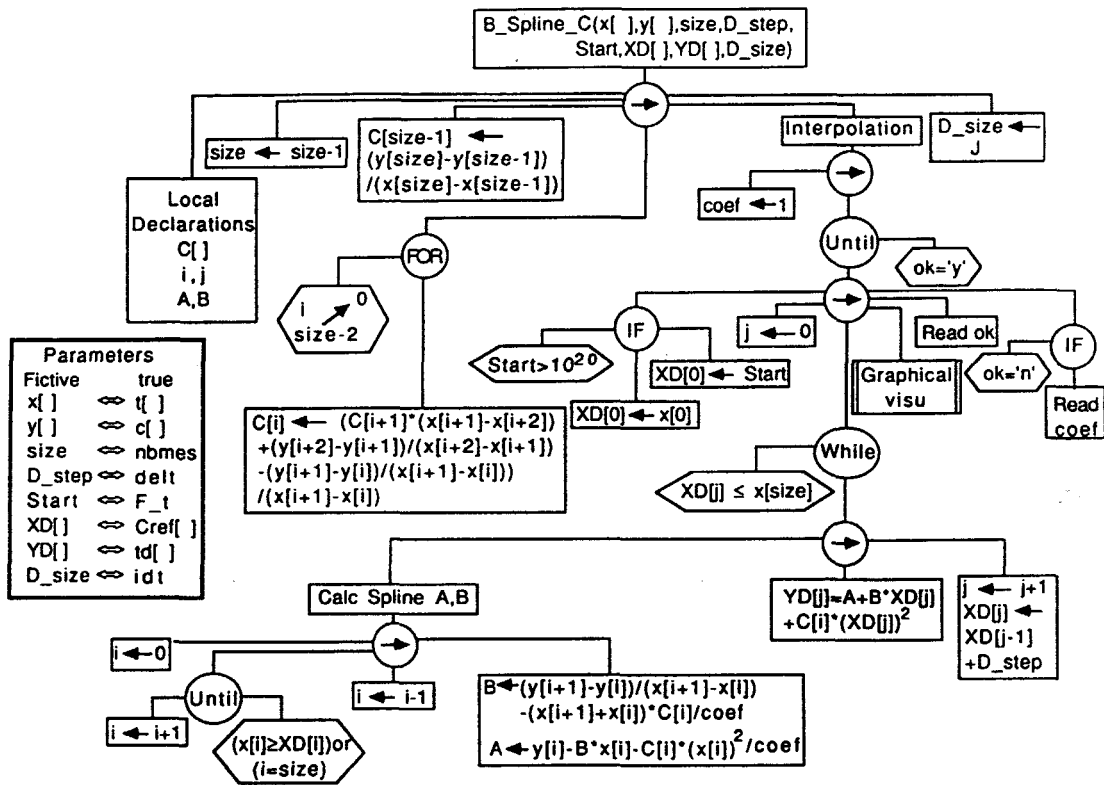 B_Spline_C(x[ ],y[ ],size,D_step,
Start,XD[ ],YD[ ],D_size)
size ← size-1
C[size-1] ←
(y[size]-y[size-1])
/(x[size]-x[size-1])
Interpolation
D_size ←
J
Local
Declarations
C[ ]
i, j
A,B
coef ← 1
FOR
Until
ok='y'
i ↗ 0
size-2
IF
j ← 0
Read ok
IF
Start>10²⁰
XD[0] ← Start
Graphical
visu
ok='n'
XD[0] ← x[0]
Read
coef
Parameters
Fictive true
x[ ] ⇔ t[ ]
y[ ] ⇔ c[ ]
size ⇔ nbmes
D_step ⇔ delt
Start ⇔ F_t
XD[ ] ⇔ Cref[ ]
YD[ ] ⇔ td[ ]
D_size ⇔ idt
C[i] ← (C[i+1]*(x[i+1]-x[i+2])
+(y[i+2]-y[i+1])/(x[i+2]-x[i+1])
-(y[i+1]-y[i])/(x[i+1]-x[i]))
/(x[i+1]-x[i])
While
XD[j] ≤ x[size]
Calc Spline A,B
YD[j]=A+B*XD[j]
+C[i]*(XD[j])²
j ← j+1
XD[j] ←
XD[j-1]
+D_step
i ← 0
Until
i ← i-1
i ← i+1
(x[i]≥XD[i])or
(i=size)
B ← (y[i+1]-y[i])/(x[i+1]-x[i])
-(x[i+1]+x[i])*C[i]/coef
A ← y[i]-B*x[i]-C[i]*(x[i])²/coef